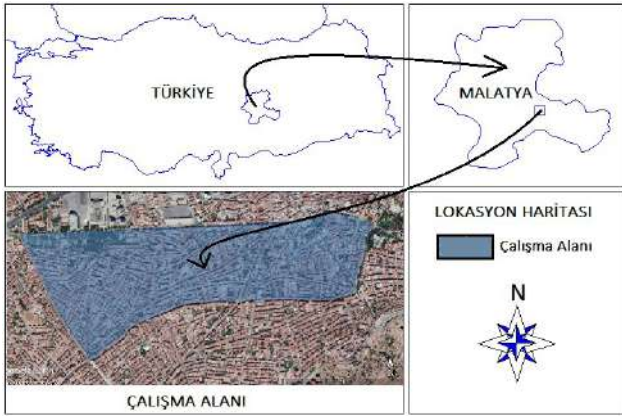 TÜRKİYE
MALATYA
LOKASYON HARİTASI
Çalışma Alanı
N
ÇALIŞMA ALANI